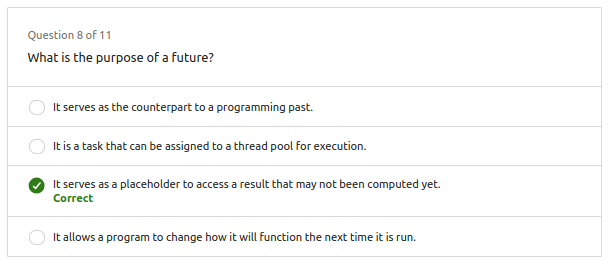 Question 8 of 11
What is the purpose of a future?
It serves as the counterpart to a programming past.
It is a task that can be assigned to a thread pool for execution.
It serves as a placeholder to access a result that may not been computed yet.
Correct
It allows a program to change how it will function the next time it is run.